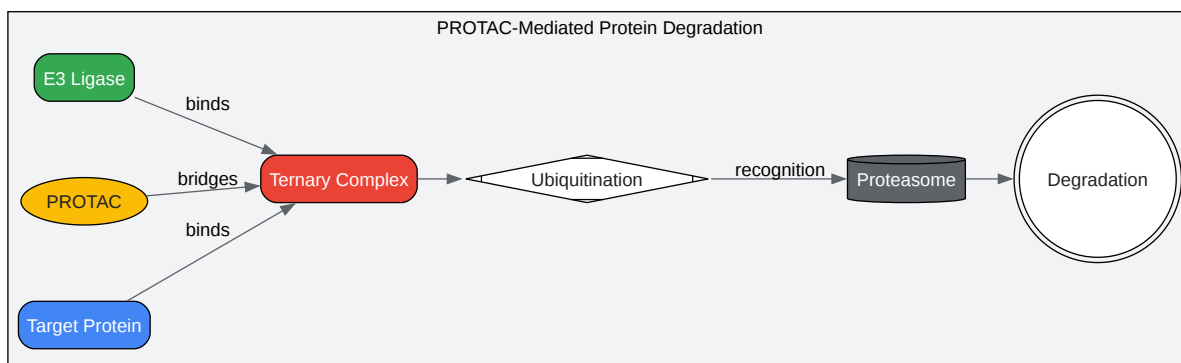 PROTAC-Mediated Protein Degradation
E3 Ligase
binds
PROTAC
bridges
Target Protein
binds
Ternary Complex
Ubiquitination
recognition
Proteasome
Degradation